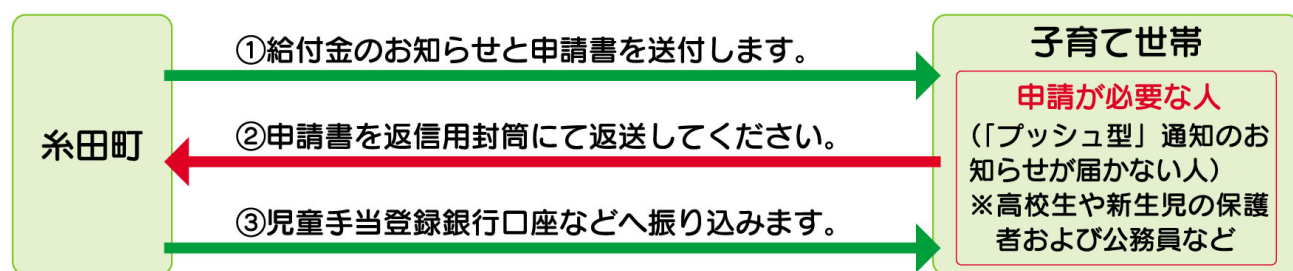 糸田町
①給付金のお知らせと申請書を送付します。
②申請書を返信用封筒にて返送してください。
③児童手当登録銀行口座などへ振り込みます。
子育て世帯
申請が必要な人
（「プッシュ型」通知のお
知らせが届かない人）
※高校生や新生児の保護
者および公務員など